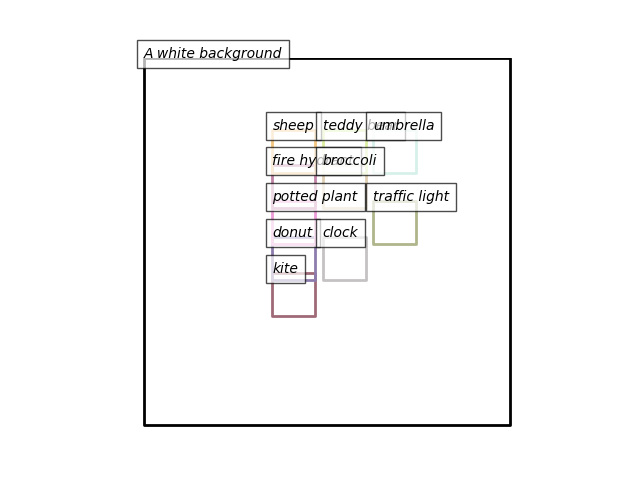 A white background
sheep teddy bear umbrella
fire hydrant broccoli
potted plant traffic light
donut clock
kite